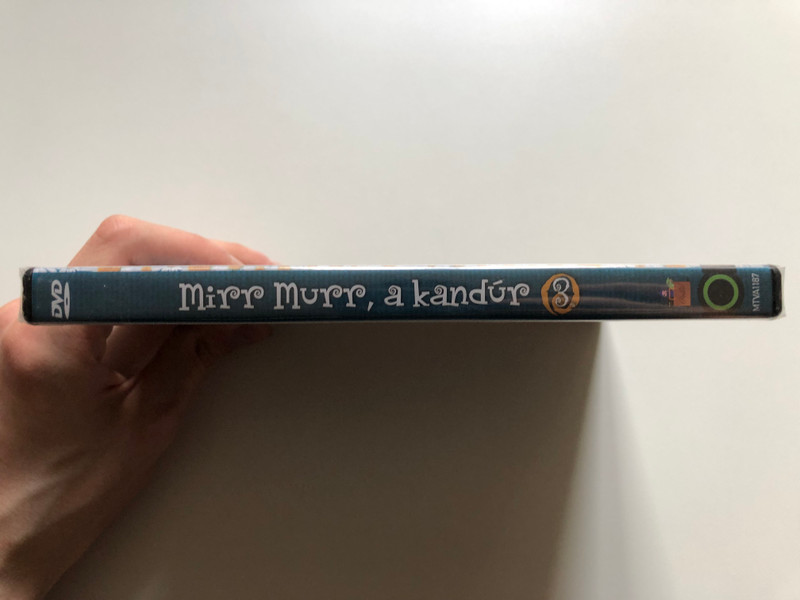 DVD
Mirr Murr, a kandúr 3
MTVA1187